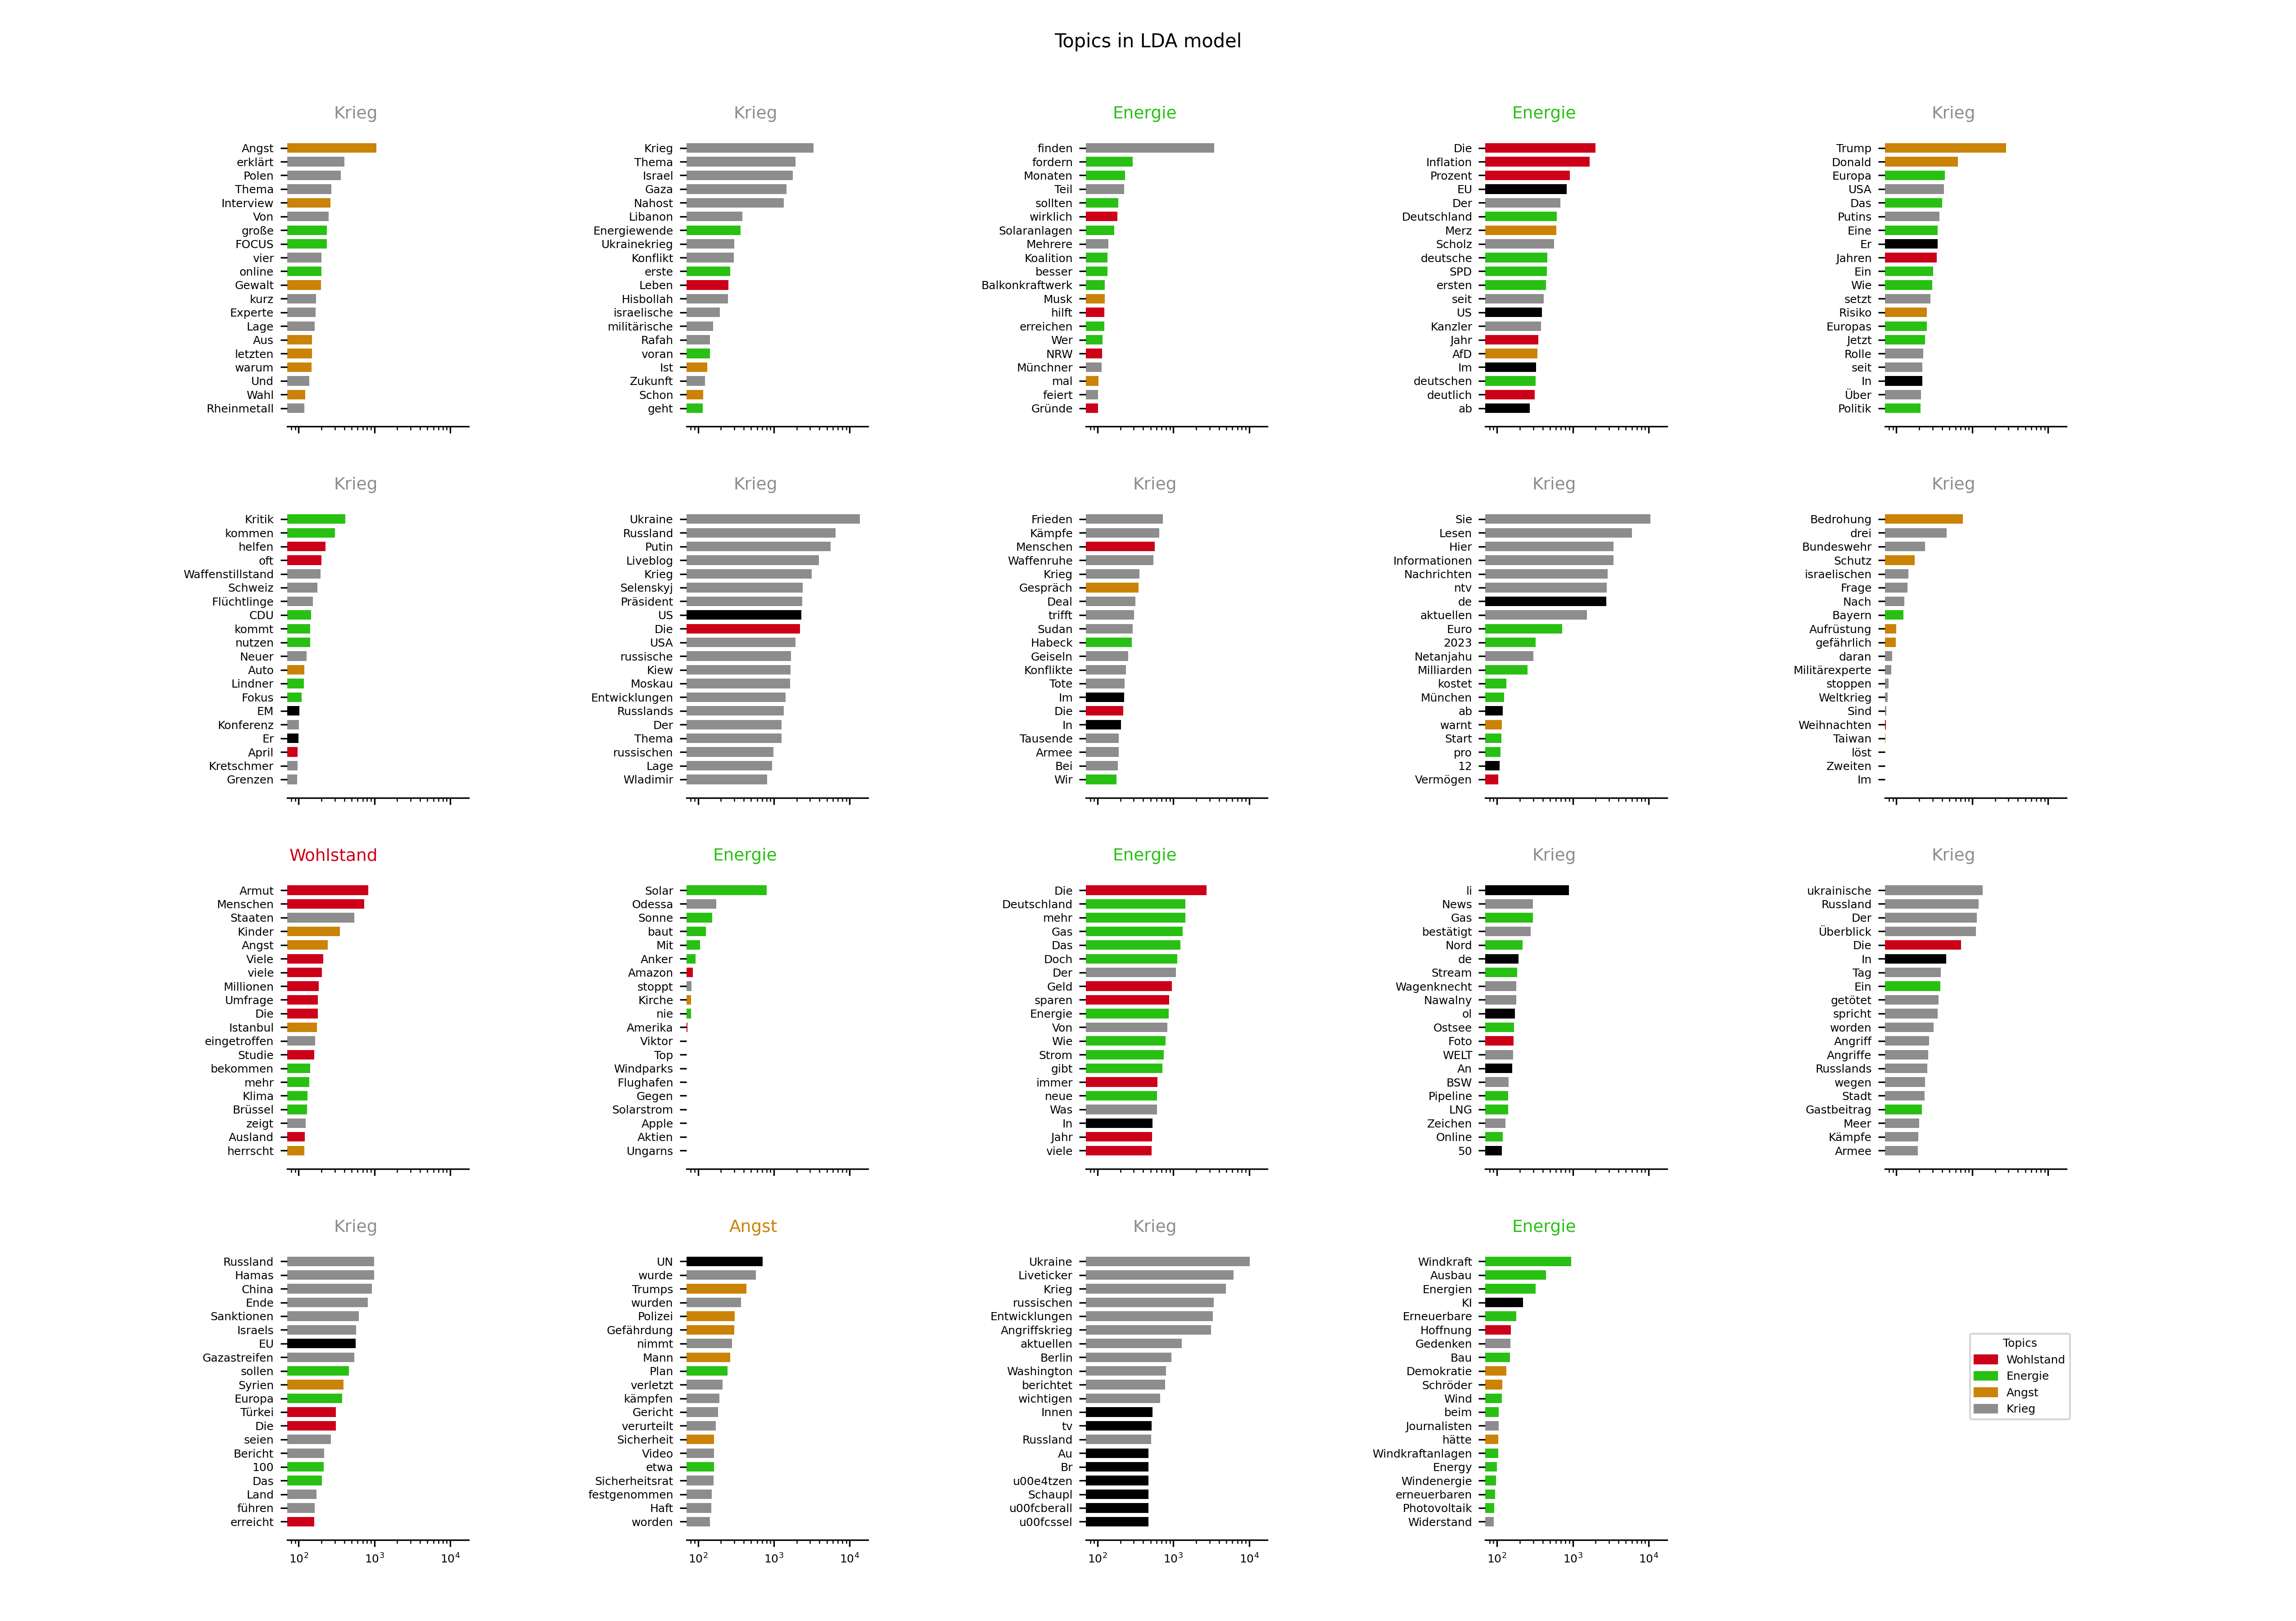 Topics in LDA model
Krieg
Angst
erklärt
Polen
Thema
Interview
Von
große
FOCUS
vier
online
Gewalt
kurz
Experte
Lage
Aus
letzten
warum
Und
Wahl
Rheinmetall
Krieg
Krieg
Thema
Israel
Gaza
Nahost
Libanon
Energiewende
Ukrainekrieg
Konflikt
erste
Leben
Hisbollah
israelische
militärische
Rafah
voran
Ist
Zukunft
Schon
geht
Energie
finden
fordern
Monaten
Teil
sollten
wirklich
Solaranlagen
Mehrere
Koalition
besser
Balkonkraftwerk
Musk
hilft
erreichen
Wer
NRW
Münchner
mal
feiert
Gründe
Energie
Die
Inflation
Prozent
EU
Der
Deutschland
Merz
Scholz
deutsche
SPD
ersten
seit
US
Kanzler
Jahr
AfD
Im
deutschen
deutlich
ab
Krieg
Trump
Donald
Europa
USA
Das
Putins
Eine
Er
Jahren
Ein
Wie
setzt
Risiko
Europas
Jetzt
Rolle
seit
In
Über
Politik
Krieg
Kritik
kommen
helfen
oft
Waffenstillstand
Schweiz
Flüchtlinge
CDU
kommt
nutzen
Neuer
Auto
Lindner
Fokus
EM
Konferenz
Er
April
Kretschmer
Grenzen
Krieg
Ukraine
Russland
Putin
Liveblog
Krieg
Selenskyj
Präsident
US
Die
USA
russische
Kiew
Moskau
Entwicklungen
Russlands
Der
Thema
russischen
Lage
Wladimir
Krieg
Frieden
Kämpfe
Menschen
Waffenruhe
Krieg
Gespräch
Deal
trifft
Sudan
Habeck
Geiseln
Konflikte
Tote
Im
Die
In
Tausende
Armee
Bei
Wir
Krieg
Sie
Lesen
Hier
Informationen
Nachrichten
ntv
de
aktuellen
Euro
2023
Netanjahu
Milliarden
kostet
München
ab
warnt
Start
pro
12
Vermögen
Krieg
Bedrohung
drei
Bundeswehr
Schutz
israelischen
Frage
Nach
Bayern
Aufrüstung
gefährlich
daran
Militärexperte
stoppen
Weltkrieg
Sind
Weihnachten
Taiwan
löst
Zweiten
Im
Wohlstand
Armut
Menschen
Staaten
Kinder
Angst
Viele
viele
Millionen
Umfrage
Die
Istanbul
eingetroffen
Studie
bekommen
mehr
Klima
Brüssel
zeigt
Ausland
herrscht
Energie
Solar
Odessa
Sonne
baut
Mit
Anker
Amazon
stoppt
Kirche
nie
Amerika
Viktor
Top
Windparks
Flughafen
Gegen
Solarstrom
Apple
Aktien
Ungarns
Energie
Die
Deutschland
mehr
Gas
Das
Doch
Der
Geld
sparen
Energie
Von
Wie
Strom
gibt
immer
neue
Was
In
Jahr
viele
Krieg
li
News
Gas
bestätigt
Nord
de
Stream
Wagenknecht
Nawalny
ol
Ostsee
Foto
WELT
An
BSW
Pipeline
LNG
Zeichen
Online
50
Krieg
ukrainische
Russland
Der
Überblick
Die
In
Tag
Ein
getötet
spricht
worden
Angriff
Angriffe
Russlands
wegen
Stadt
Gastbeitrag
Meer
Kämpfe
Armee
Krieg
Russland
Hamas
China
Ende
Sanktionen
Israels
EU
Gazastreifen
sollen
Syrien
Europa
Türkei
Die
seien
Bericht
100
Das
Land
führen
erreicht
10² 10³ 10⁴
Angst
UN
wurde
Trumps
wurden
Polizei
Gefährdung
nimmt
Mann
Plan
verletzt
kämpfen
Gericht
verurteilt
Sicherheit
Video
etwa
Sicherheitsrat
festgenommen
Haft
worden
10² 10³ 10⁴
Krieg
Ukraine
Liveticker
Krieg
russischen
Entwicklungen
Angriffskrieg
aktuellen
Berlin
Washington
berichtet
wichtigen
Innen
tv
Russland
Au
Br
u00e4tzen
Schaupl
u00fcberall
u00fcssel
10² 10³ 10⁴
Energie
Windkraft
Ausbau
Energien
KI
Erneuerbare
Hoffnung
Gedenken
Bau
Demokratie
Schröder
Wind
beim
Journalisten
hätte
Windkraftanlagen
Energy
Windenergie
erneuerbaren
Photovoltaik
Widerstand
10² 10³ 10⁴
Topics
Wohlstand
Energie
Angst
Krieg